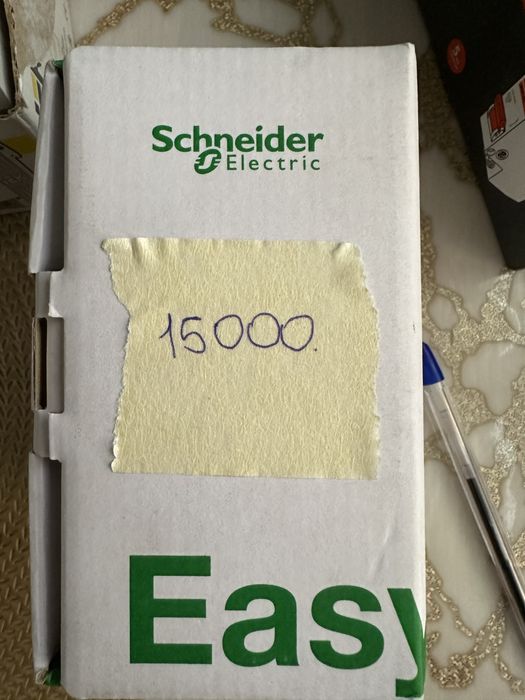 Schneider
Electric
15000.
Easy